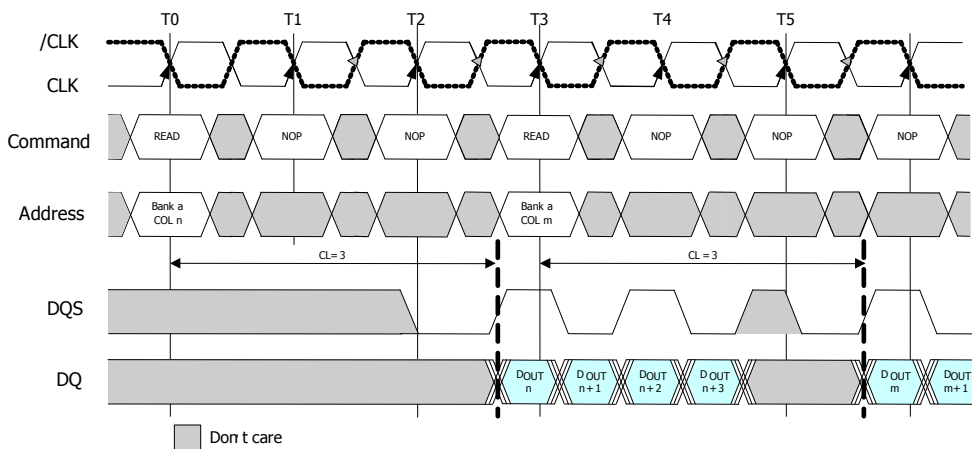 T0 T1 T2 T3 T4 T5
/CLK
CLK
Command READ NOP NOP READ NOP NOP NOP
Address Bank a COL n Bank a COL m
CL= 3 CL = 3
DQS
DQ DOUT n DOUT n+1 DOUT n+2 DOUT n+3 DOUT m DOUT m+1
Don't care